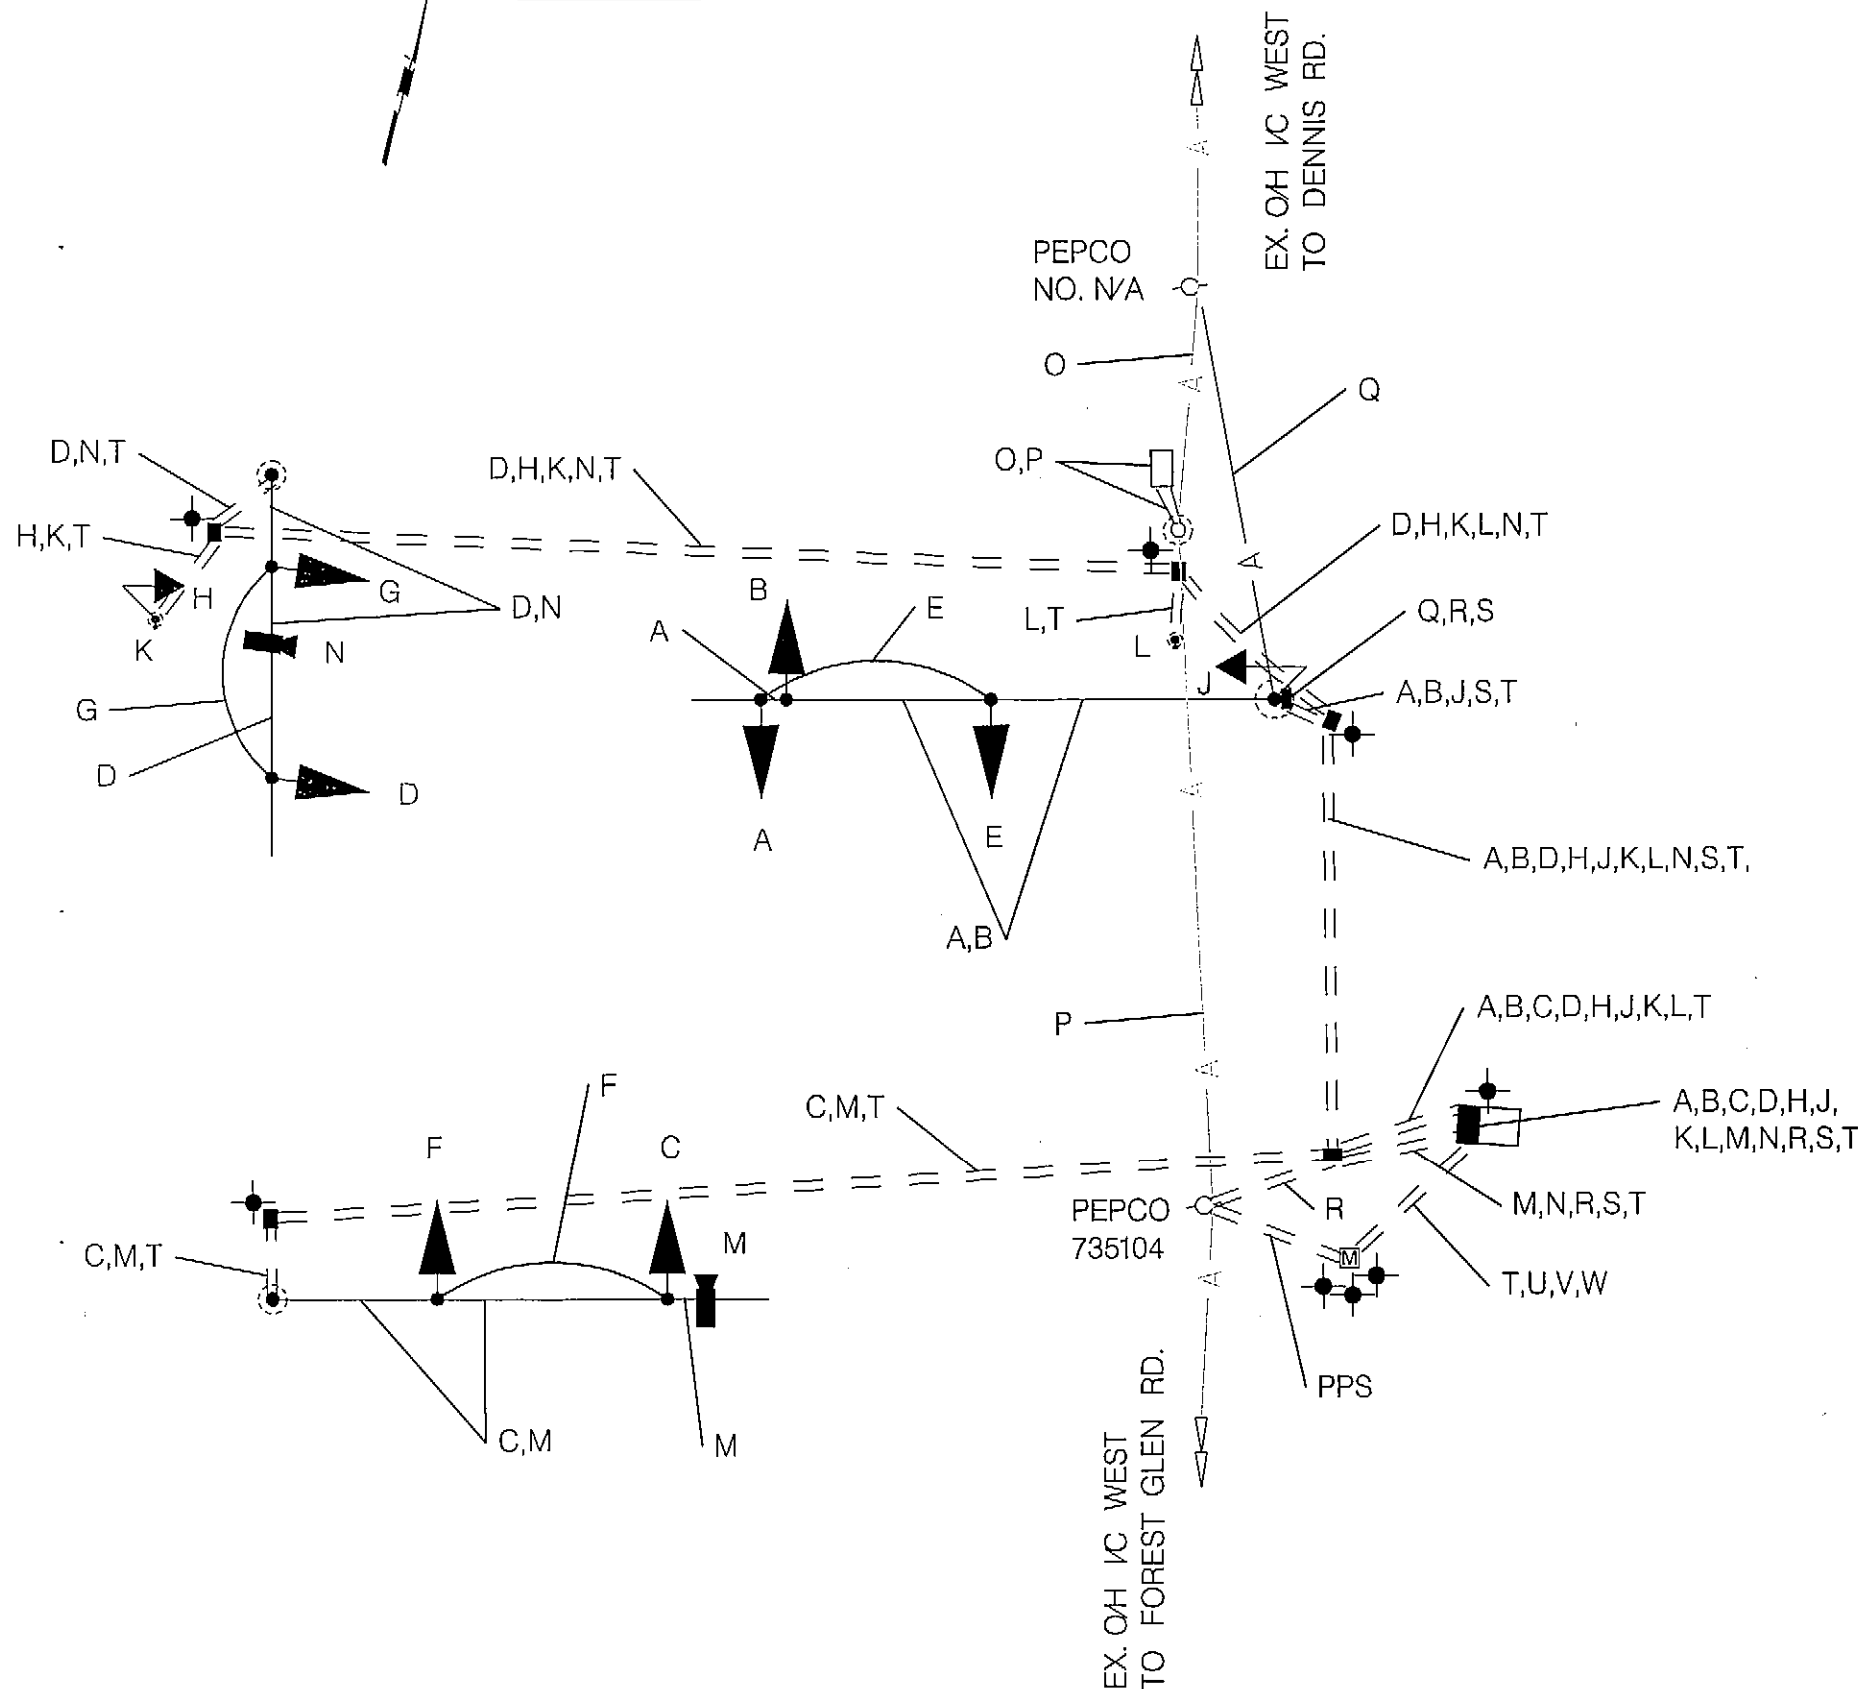 EX. O/H I/C WEST
TO DENNIS RD.
PEPCO
NO. N/A
A
O
A
Q
D,N,T
D,H,K,N,T
O,P
D,H,K,L,N,T
H,K,T
A
H
G
B
E
D,N
L,T
Q,R,S
K
N
A
L
J
A,B,J,S,T
G
D
D
A
A
E
A,B,D,H,J,K,L,N,S,T,
A,B
A,B,C,D,H,J,K,L,T
P
A
F
C,M,T
A,B,C,D,H,J,
K,L,M,N,R,S,T
F
C
M
PEPCO
735104
R
M,N,R,S,T
C,M,T
M
A
T,U,V,W
PPS
C,M
M
EX. O/H I/C WEST
TO FOREST GLEN RD.